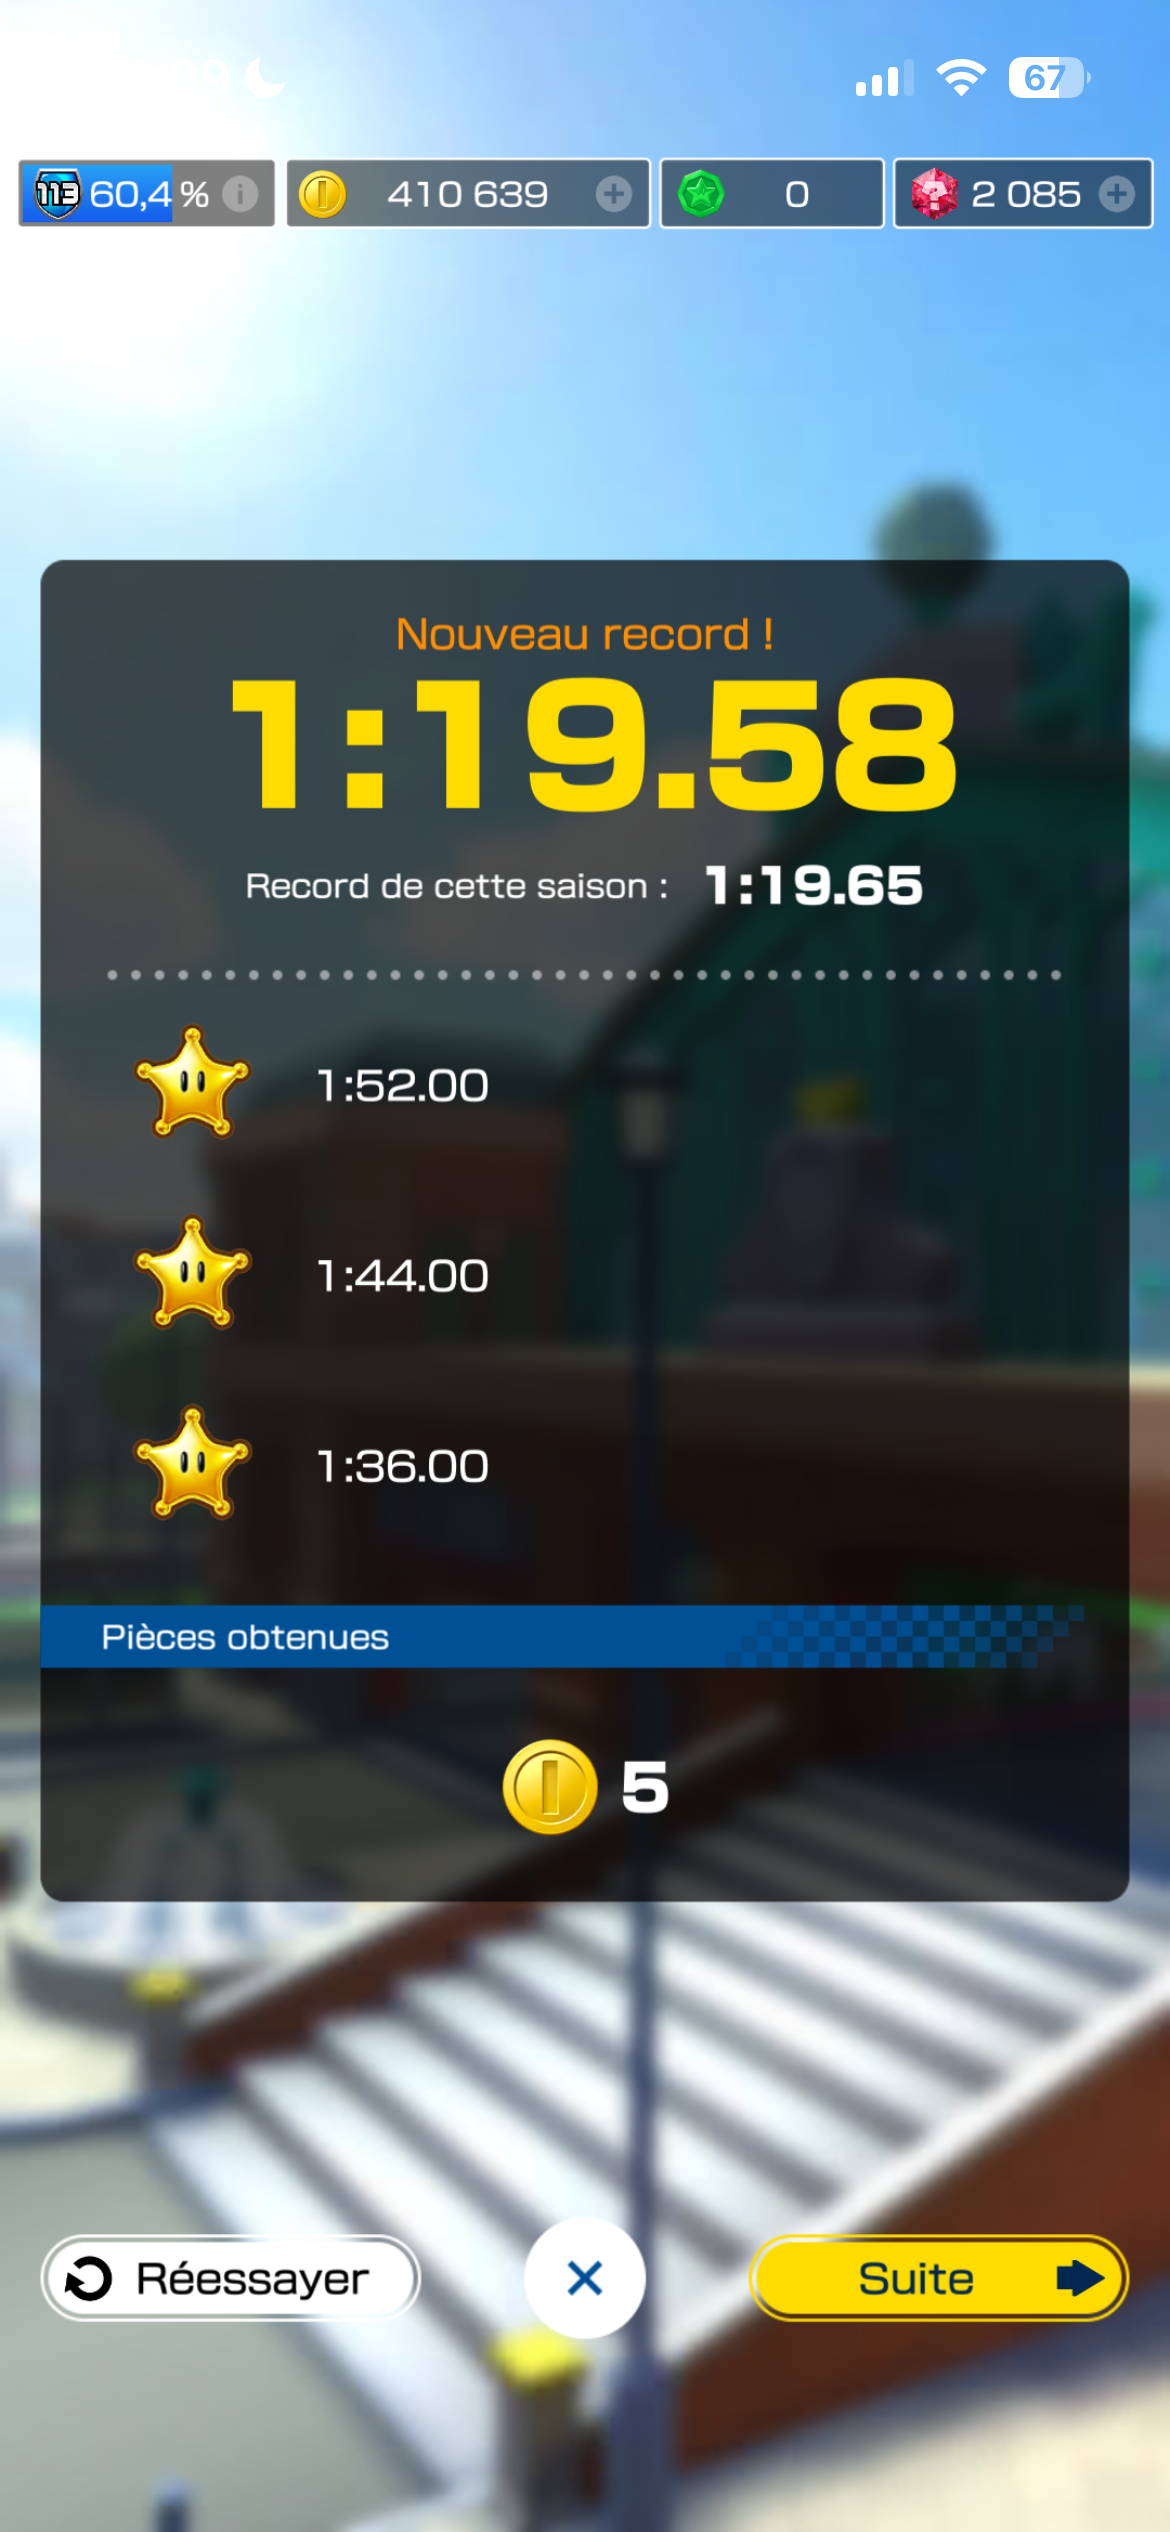 67
113 60,4 % i 410 639 + 0 2 085 +
Nouveau record !
1:19.58
Record de cette saison : 1:19.65
1:52.00
1:44.00
1:36.00
Pièces obtenues
5
Réessayer × Suite